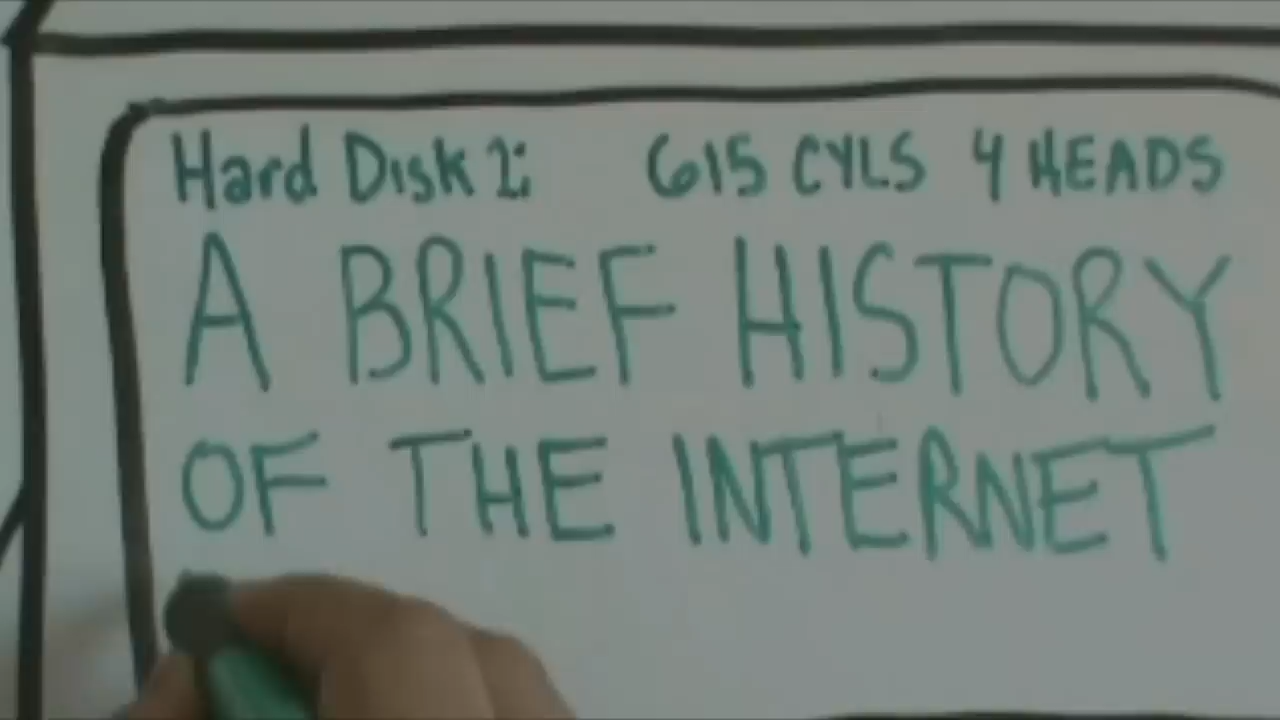 Hard Disk 1: 615 CYLS 4 HEADS
A BRIEF HISTORY
OF THE INTERNET